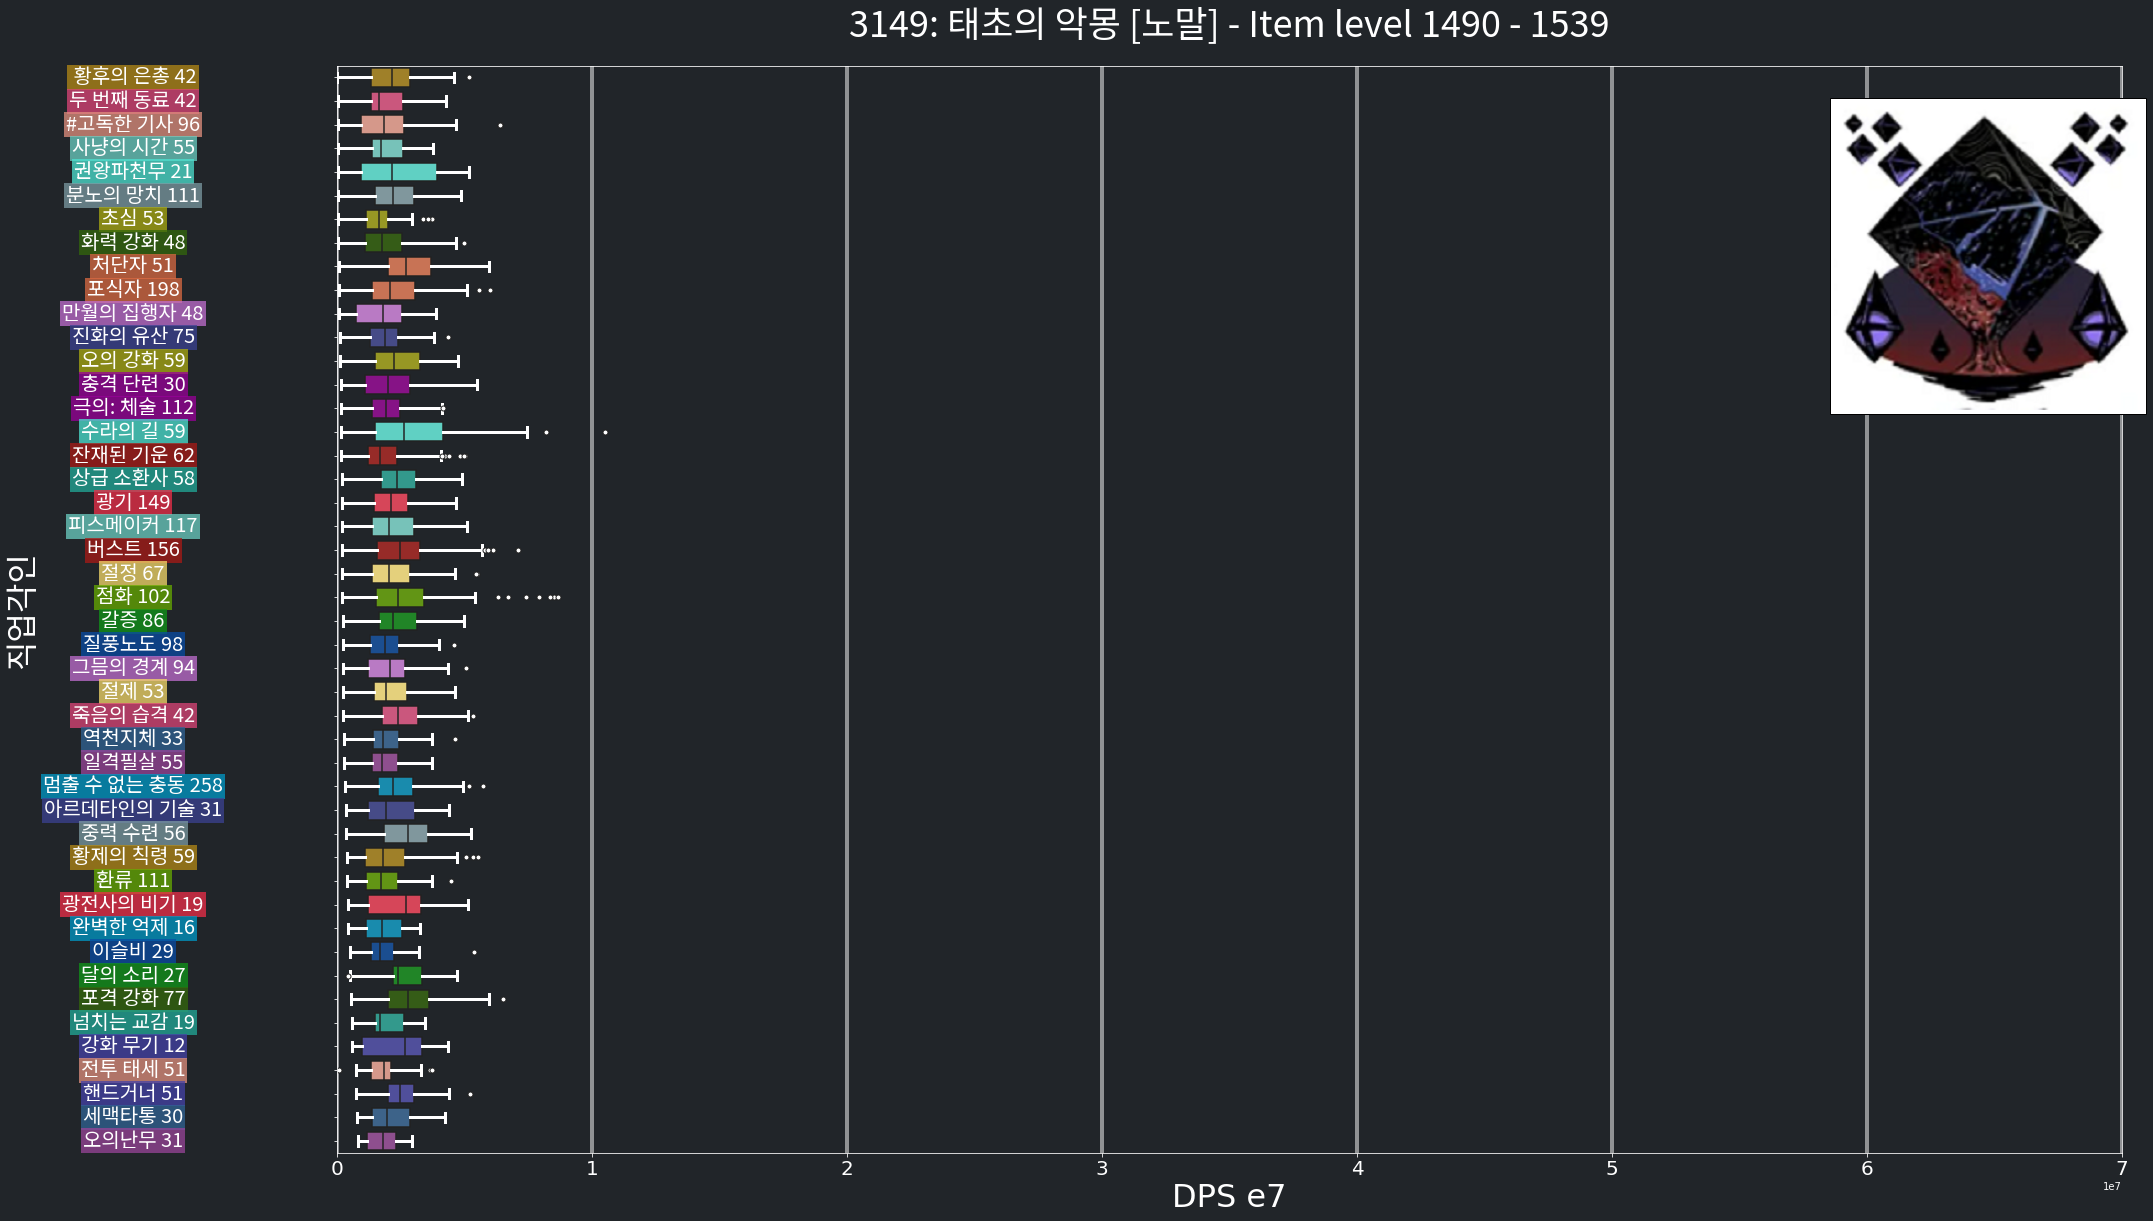 3149: 태초의 악몽 [노말] - Item level 1490 - 1539
직업각인
황후의 은총 42
두 번째 동료 42
#고독한 기사 96
사냥의 시간 55
권왕파천무 21
분노의 망치 111
초심 53
화력 강화 48
처단자 51
포식자 198
만월의 집행자 48
진화의 유산 75
오의 강화 59
충격 단련 30
극의: 체술 112
수라의 길 59
잔재된 기운 62
상급 소환사 58
광기 149
피스메이커 117
버스트 156
절정 67
점화 102
갈증 86
질풍노도 98
그믐의 경계 94
절제 53
죽음의 습격 42
역천지체 33
일격필살 55
멈출 수 없는 충동 258
아르데타인의 기술 31
중력 수련 56
황제의 칙령 59
환류 111
광전사의 비기 19
완벽한 억제 16
이슬비 29
달의 소리 27
포격 강화 77
넘치는 교감 19
강화 무기 12
전투 태세 51
핸드거너 51
세맥타통 30
오의난무 31
0 1 2 3 4 5 6 7
1e7
DPS e7